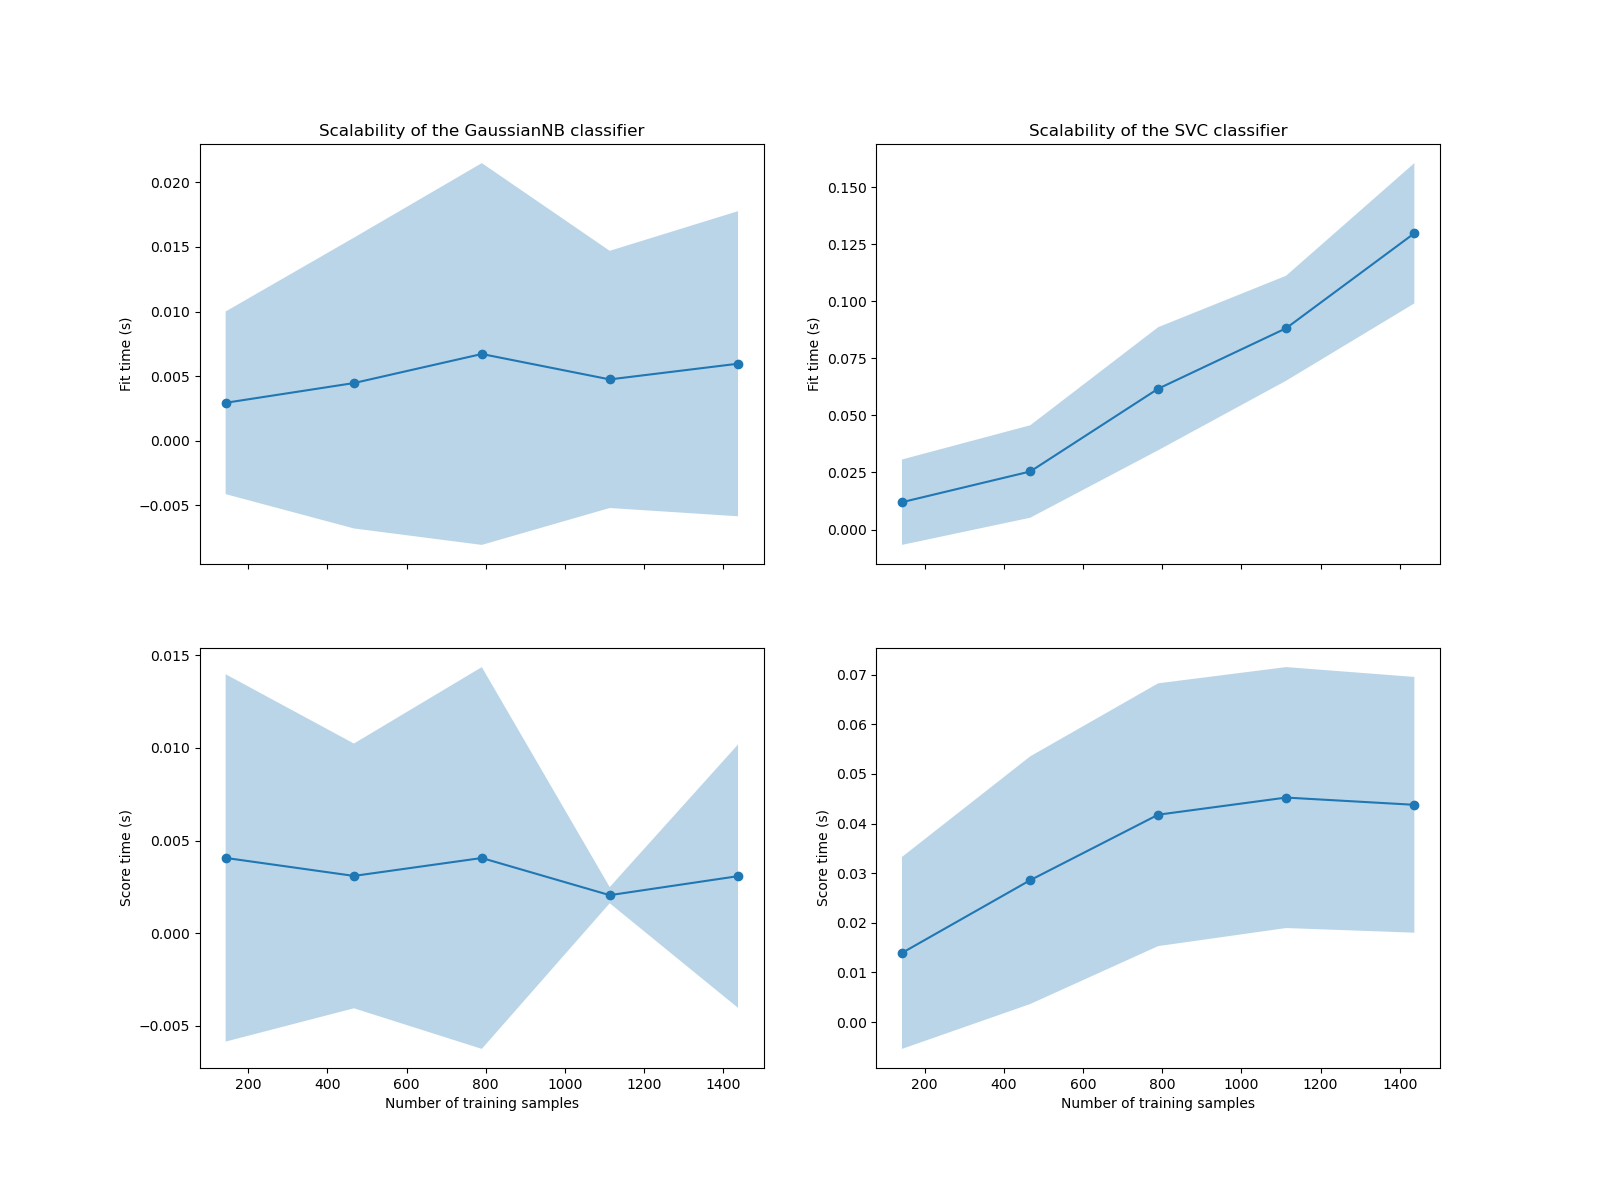 Scalability of the GaussianNB classifier
Fit time (s)
0.020
0.015
0.010
0.005
0.000
−0.005
Scalability of the SVC classifier
Fit time (s)
0.150
0.125
0.100
0.075
0.050
0.025
0.000
Score time (s)
0.015
0.010
0.005
0.000
−0.005
200 400 600 800 1000 1200 1400
Number of training samples
Score time (s)
0.07
0.06
0.05
0.04
0.03
0.02
0.01
0.00
200 400 600 800 1000 1200 1400
Number of training samples